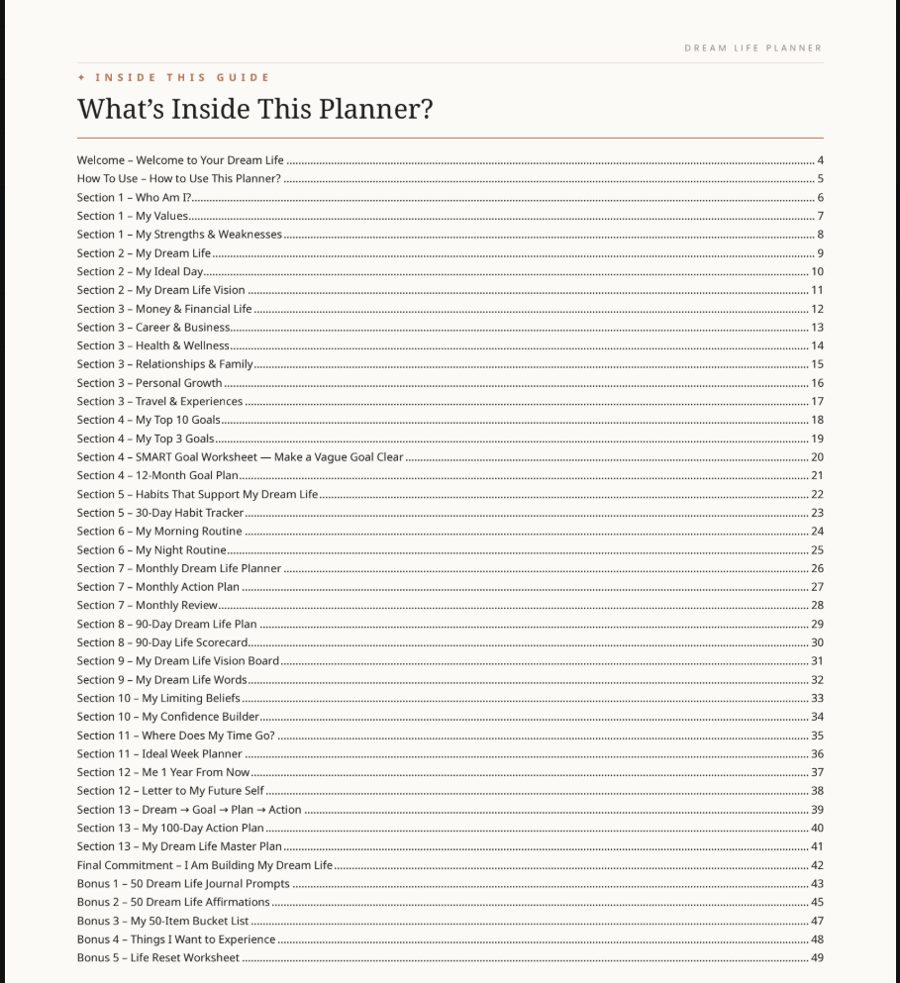 DREAM LIFE PLANNER
✦ INSIDE THIS GUIDE
What’s Inside This Planner?
Welcome – Welcome to Your Dream Life ........ 4
How To Use – How to Use This Planner? ........ 5
Section 1 – Who Am I? ........ 6
Section 1 – My Values ........ 7
Section 1 – My Strengths & Weaknesses ........ 8
Section 2 – My Dream Life ........ 9
Section 2 – My Ideal Day ........ 10
Section 2 – My Dream Life Vision ........ 11
Section 3 – Money & Financial Life ........ 12
Section 3 – Career & Business ........ 13
Section 3 – Health & Wellness ........ 14
Section 3 – Relationships & Family ........ 15
Section 3 – Personal Growth ........ 16
Section 3 – Travel & Experiences ........ 17
Section 4 – My Top 10 Goals ........ 18
Section 4 – My Top 3 Goals ........ 19
Section 4 – SMART Goal Worksheet — Make a Vague Goal Clear ........ 20
Section 4 – 12-Month Goal Plan ........ 21
Section 5 – Habits That Support My Dream Life ........ 22
Section 5 – 30-Day Habit Tracker ........ 23
Section 6 – My Morning Routine ........ 24
Section 6 – My Night Routine ........ 25
Section 7 – Monthly Dream Life Planner ........ 26
Section 7 – Monthly Action Plan ........ 27
Section 7 – Monthly Review ........ 28
Section 8 – 90-Day Dream Life Plan ........ 29
Section 8 – 90-Day Life Scorecard ........ 30
Section 9 – My Dream Life Vision Board ........ 31
Section 9 – My Dream Life Words ........ 32
Section 10 – My Limiting Beliefs ........ 33
Section 10 – My Confidence Builder ........ 34
Section 11 – Where Does My Time Go? ........ 35
Section 11 – Ideal Week Planner ........ 36
Section 12 – Me 1 Year From Now ........ 37
Section 12 – Letter to My Future Self ........ 38
Section 13 – Dream → Goal → Plan → Action ........ 39
Section 13 – My 100-Day Action Plan ........ 40
Section 13 – My Dream Life Master Plan ........ 41
Final Commitment – I Am Building My Dream Life ........ 42
Bonus 1 – 50 Dream Life Journal Prompts ........ 43
Bonus 2 – 50 Dream Life Affirmations ........ 45
Bonus 3 – My 50-Item Bucket List ........ 47
Bonus 4 – Things I Want to Experience ........ 48
Bonus 5 – Life Reset Worksheet ........ 49